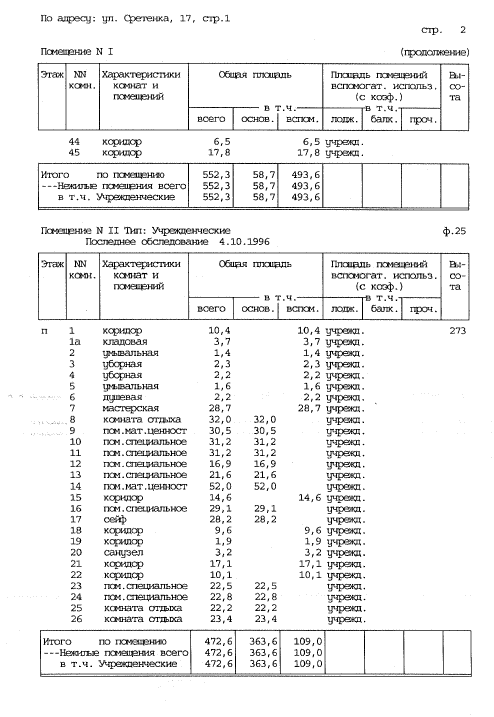 По адресу: ул. Сретенка, 17, стр.1
стр. 2
Помещение N I (продолжение)
Этаж NN Характеристики Общая площадь Площадь помещений Вы-
комн. комнат и вспомогат. использ. со-
помещений (с коэф.) та
в т.ч. в т.ч.
всего основ. вспом. лодж. балк. проч.
44 коридор 6,5 6,5 учрежд.
45 коридор 17,8 17,8 учрежд.
Итого по помещению 552,3 58,7 493,6
---Нежилые помещения всего 552,3 58,7 493,6
в т.ч. Учрежденческие 552,3 58,7 493,6
Помещение N II Тип: Учрежденческие ф.25
Последнее обследование 4.10.1996
Этаж NN Характеристики Общая площадь Площадь помещений Вы-
комн. комнат и вспомогат. использ. со-
помещений (с коэф.) та
в т.ч. в т.ч.
всего основ. вспом. лодж. балк. проч.
п 1 коридор 10,4 10,4 учрежд. 273
1а кладовая 3,7 3,7 учрежд.
2 умывальная 1,4 1,4 учрежд.
3 уборная 2,3 2,3 учрежд.
4 уборная 2,2 2,2 учрежд.
5 умывальная 1,6 1,6 учрежд.
6 душевая 2,2 2,2 учрежд.
7 мастерская 28,7 28,7 учрежд.
8 комната отдыха 32,0 32,0 учрежд.
9 пом.мат.ценност 30,5 30,5 учрежд.
10 пом.специальное 31,2 31,2 учрежд.
11 пом.специальное 31,2 31,2 учрежд.
12 пом.специальное 16,9 16,9 учрежд.
13 пом.специальное 21,6 21,6 учрежд.
14 пом.мат.ценност 52,0 52,0 учрежд.
15 коридор 14,6 14,6 учрежд.
16 пом.специальное 29,1 29,1 учрежд.
17 сейф 28,2 28,2 учрежд.
18 коридор 9,6 9,6 учрежд.
19 коридор 1,9 1,9 учрежд.
20 санузел 3,2 3,2 учрежд.
21 коридор 17,1 17,1 учрежд.
22 коридор 10,1 10,1 учрежд.
23 пом.специальное 22,5 22,5 учрежд.
24 пом.специальное 22,8 22,8 учрежд.
25 комната отдыха 22,2 22,2 учрежд.
26 комната отдыха 23,4 23,4 учрежд.
Итого по помещению 472,6 363,6 109,0
---Нежилые помещения всего 472,6 363,6 109,0
в т.ч. Учрежденческие 472,6 363,6 109,0